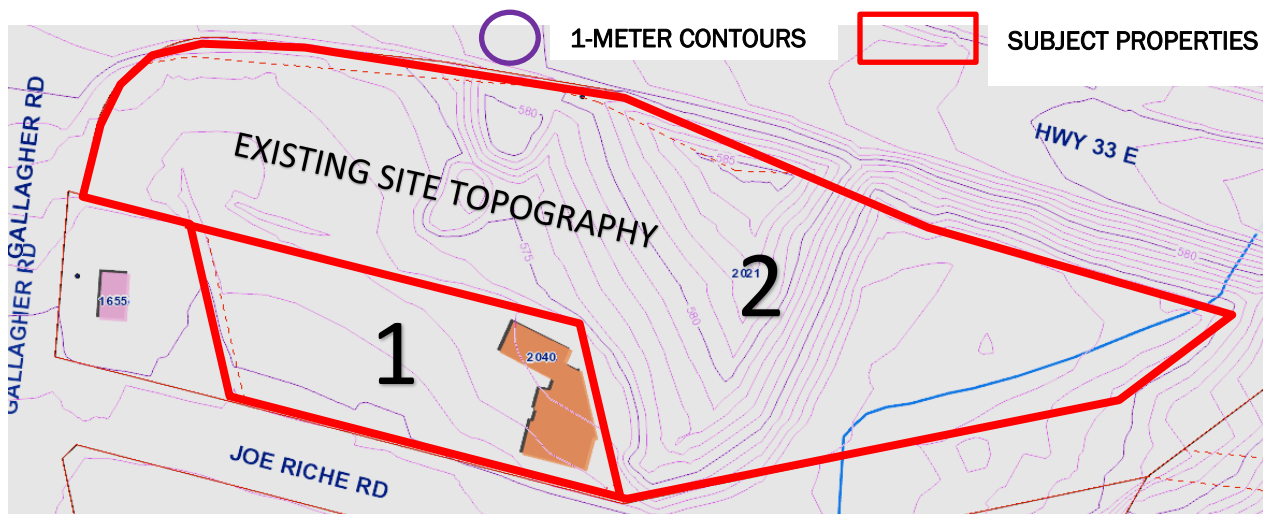 1-METER CONTOURS
SUBJECT PROPERTIES
GALLAGHER RD
GALLAGHER RD
EXISTING SITE TOPOGRAPHY
HWY 33 E
580
585
575
2021
2
580
580
1655
1
2040
JOE RICHE RD